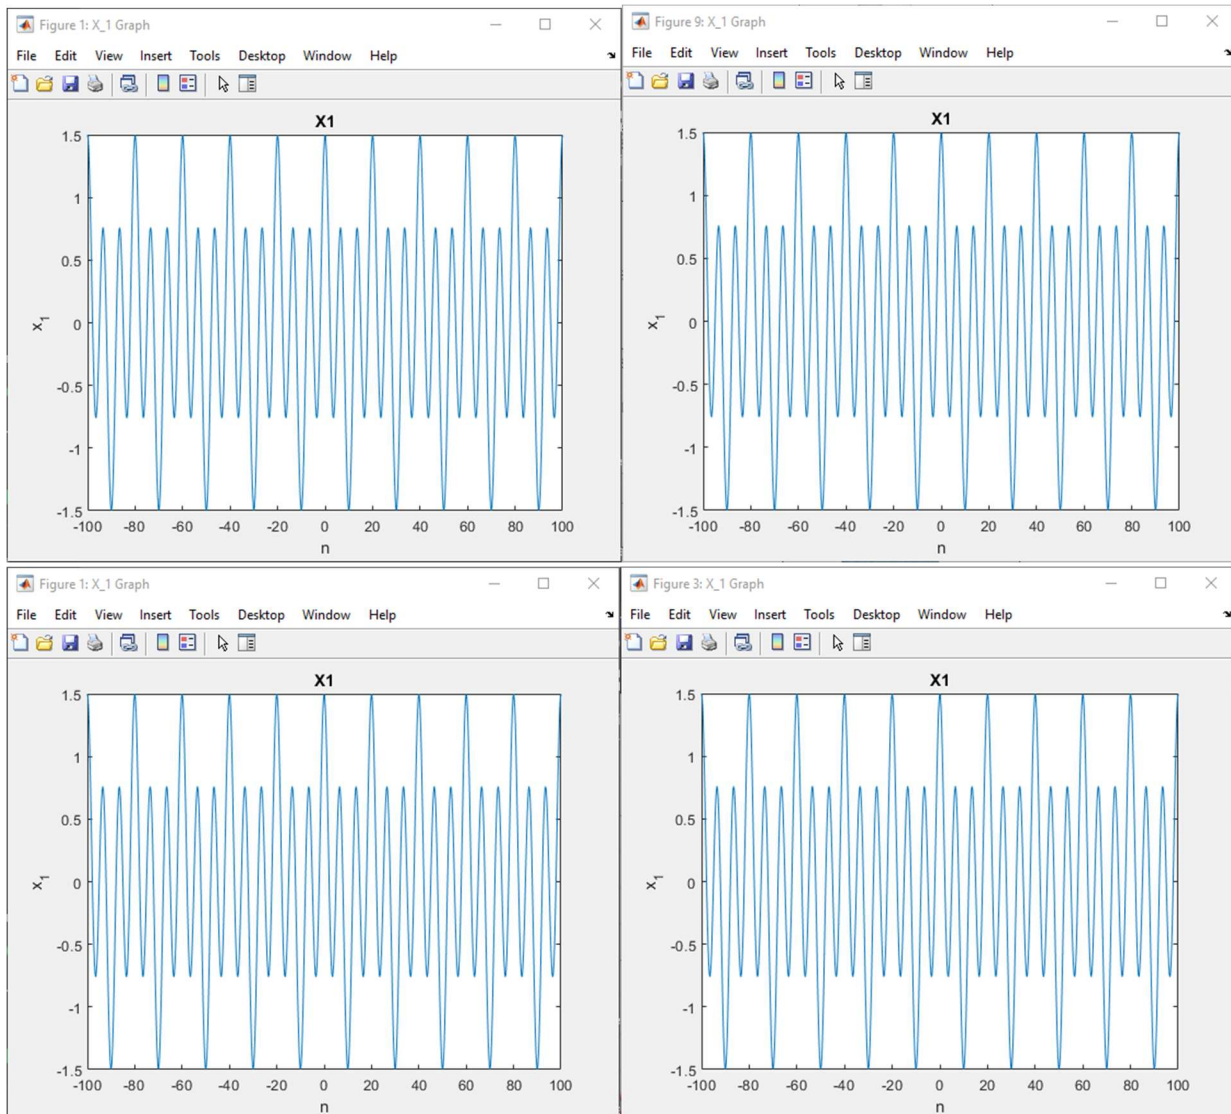 Figure 1: X_1 Graph
File Edit View Insert Tools Desktop Window Help
X1
1.5
1
0.5
0
-0.5
-1
-1.5
x1
-100 -80 -60 -40 -20 0 20 40 60 80 100
n
Figure 9: X_1 Graph
File Edit View Insert Tools Desktop Window Help
X1
1.5
1
0.5
0
-0.5
-1
-1.5
x1
-100 -80 -60 -40 -20 0 20 40 60 80 100
n
Figure 1: X_1 Graph
File Edit View Insert Tools Desktop Window Help
X1
1.5
1
0.5
0
-0.5
-1
-1.5
x1
-100 -80 -60 -40 -20 0 20 40 60 80 100
n
Figure 3: X_1 Graph
File Edit View Insert Tools Desktop Window Help
X1
1.5
1
0.5
0
-0.5
-1
-1.5
x1
-100 -80 -60 -40 -20 0 20 40 60 80 100
n